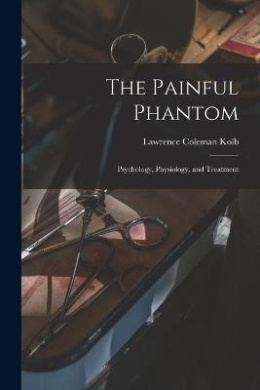 The Painful
Phantom
Lawrence Coleman Kolb
Psychology, Physiology, and Treatment